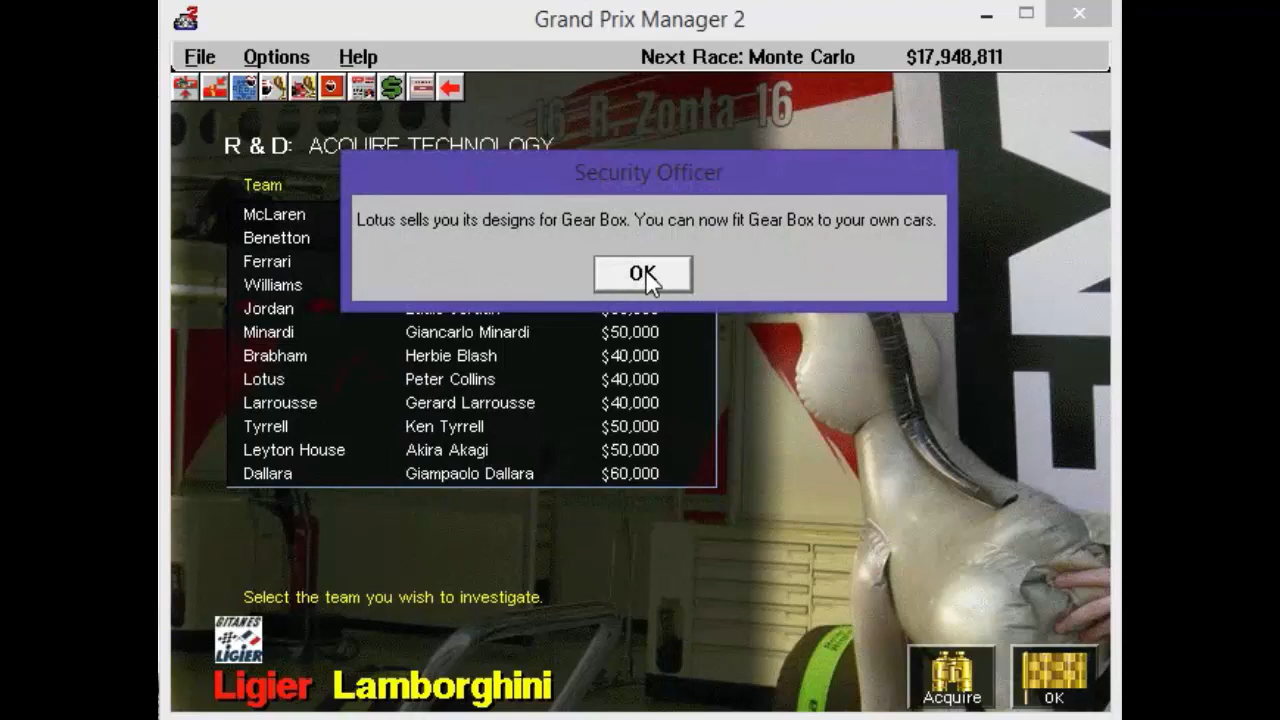 Grand Prix Manager 2
File Options Help Next Race: Monte Carlo $17,948,811
16 R. Zonta 16
R & D: ACQUIRE TECHNOLOGY
Security Officer
Lotus sells you its designs for Gear Box. You can now fit Gear Box to your own cars.
OK
Team
McLaren
Benetton
Ferrari
Williams
Jordan
Minardi Giancarlo Minardi $50,000
Brabham Herbie Blash $40,000
Lotus Peter Collins $40,000
Larrousse Gerard Larrousse $40,000
Tyrrell Ken Tyrrell $50,000
Leyton House Akira Akagi $50,000
Dallara Giampaolo Dallara $60,000
Select the team you wish to investigate.
GITANES
LIGIER
Ligier Lamborghini
Acquire OK